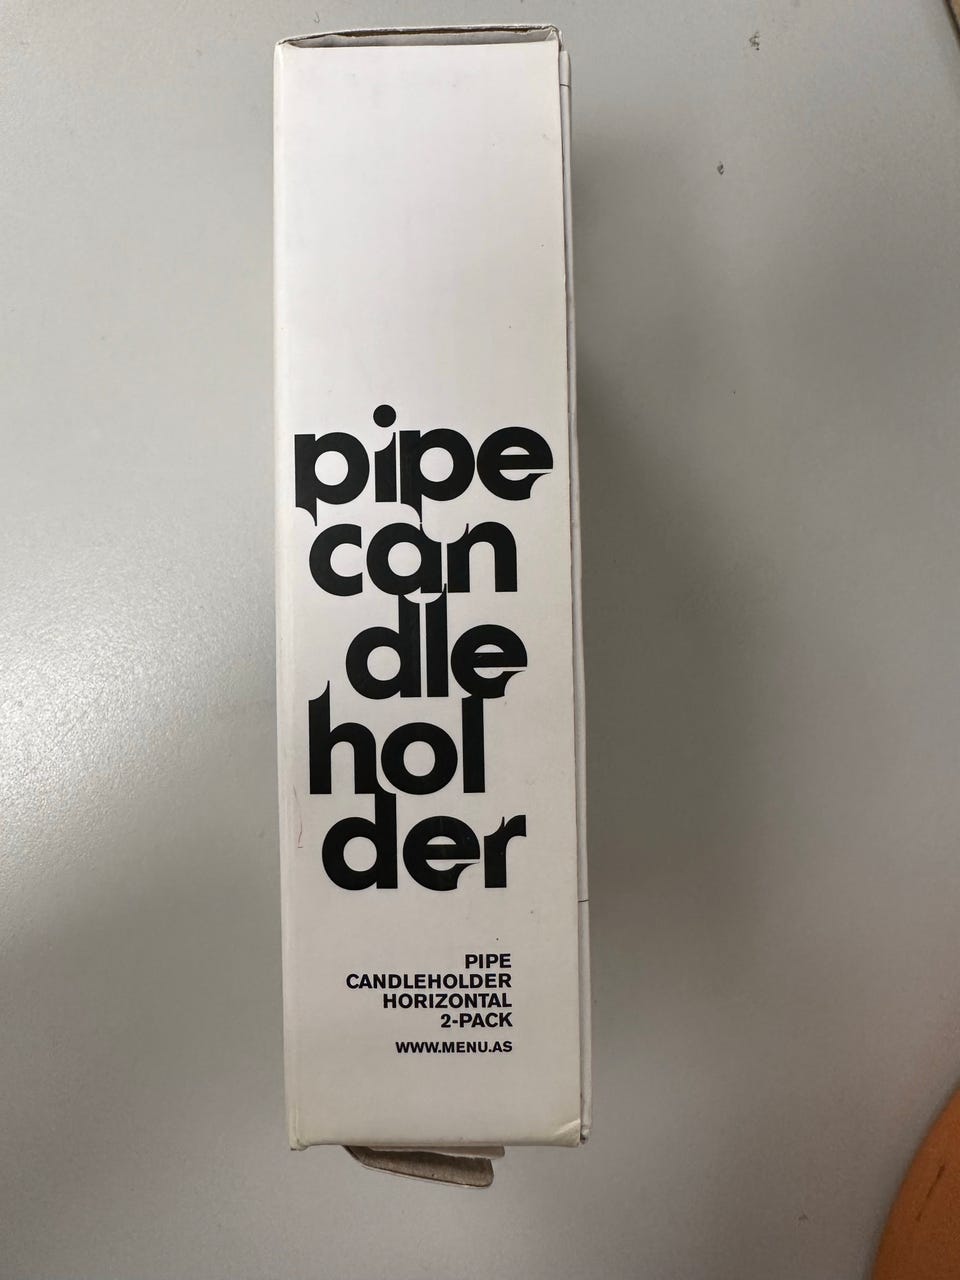 pipe
can
dle
hol
der
PIPE
CANDLEHOLDER
HORIZONTAL
2-PACK
WWW.MENU.AS